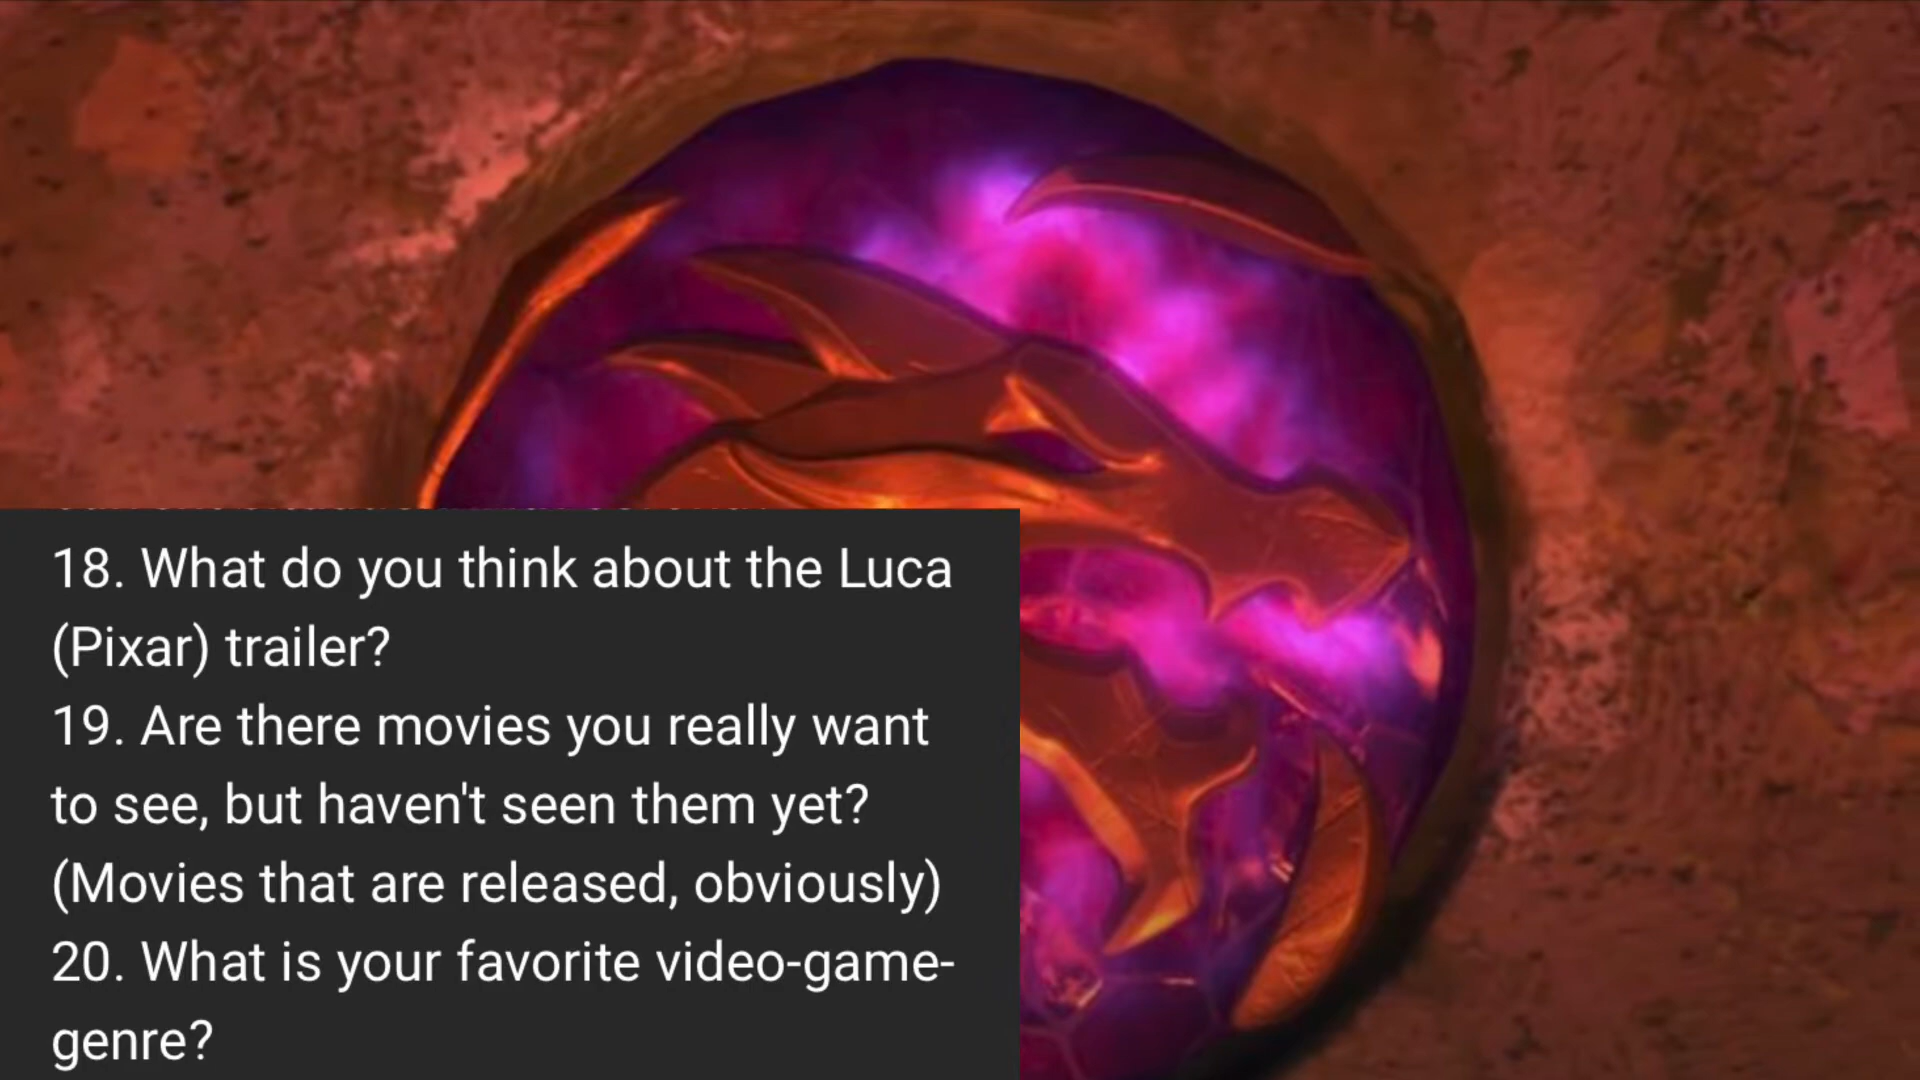 18. What do you think about the Luca
(Pixar) trailer?
19. Are there movies you really want
to see, but haven't seen them yet?
(Movies that are released, obviously)
20. What is your favorite video-game-
genre?